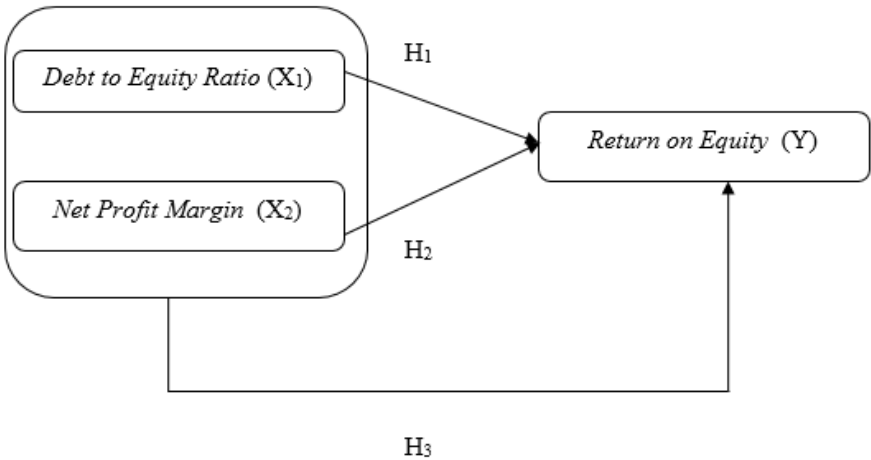 H₁
Debt to Equity Ratio (X₁)
Return on Equity (Y)
Net Profit Margin (X₂)
H₂
H₃